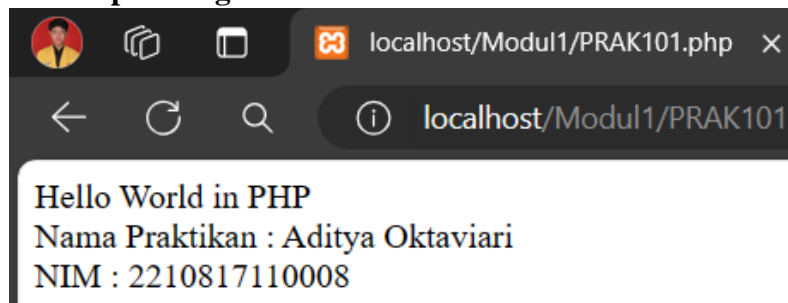 localhost/Modul1/PRAK101.php
localhost/Modul1/PRAK101
Hello World in PHP
Nama Praktikan : Aditya Oktaviari
NIM : 2210817110008